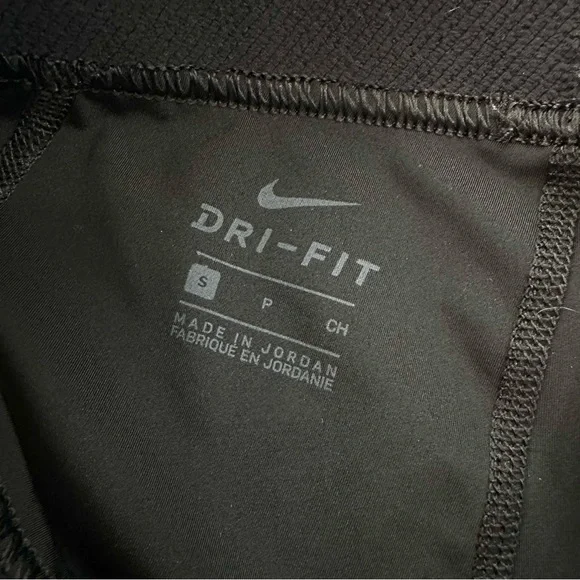 DRI-FIT
S P CH
MADE IN JORDAN
FABRIQUE EN JORDANIE